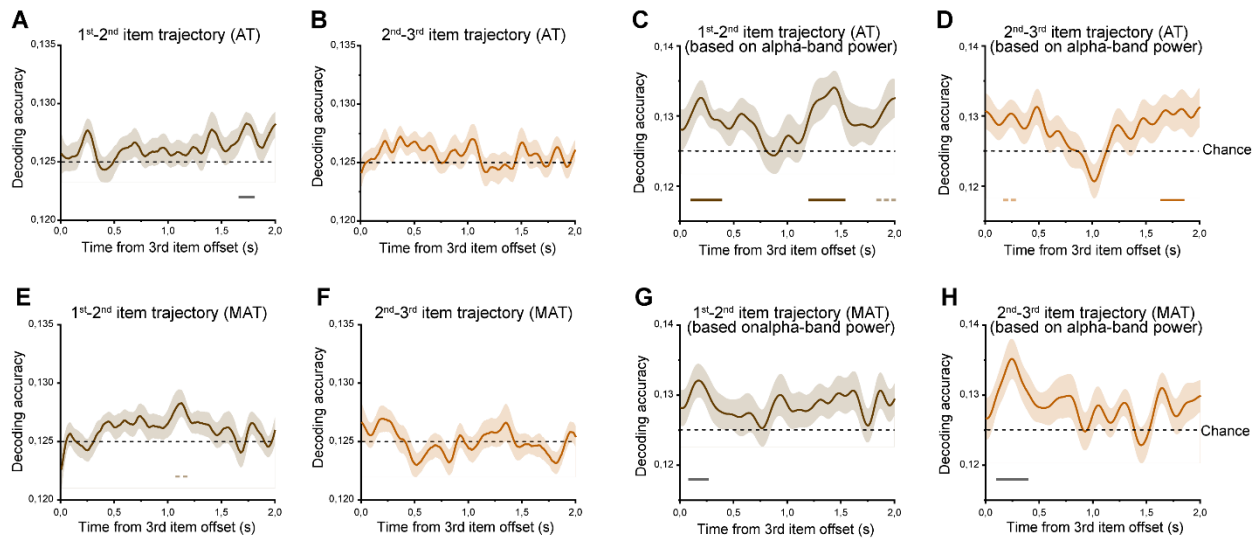 A
1st-2nd item trajectory (AT)
0,135
0,130
0,125
0,120
Decoding accuracy
0,0 0,5 1,0 1,5 2,0
Time from 3rd item offset (s)
B
2nd-3rd item trajectory (AT)
0,135
0,130
0,125
0,120
Decoding accuracy
0,0 0,5 1,0 1,5 2,0
Time from 3rd item offset (s)
C
1st-2nd item trajectory (AT)
(based on alpha-band power)
0,14
0,13
0,12
Decoding accuracy
0,0 0,5 1,0 1,5 2,0
Time from 3rd item offset (s)
D
2nd-3rd item trajectory (AT)
(based on alpha-band power)
0,14
0,13
0,12
Decoding accuracy
Chance
0,0 0,5 1,0 1,5 2,0
Time from 3rd item offset (s)
E
1st-2nd item trajectory (MAT)
0,135
0,130
0,125
0,120
Decoding accuracy
0,0 0,5 1,0 1,5 2,0
Time from 3rd item offset (s)
F
2nd-3rd item trajectory (MAT)
0,135
0,130
0,125
0,120
Decoding accuracy
0,0 0,5 1,0 1,5 2,0
Time from 3rd item offset (s)
G
1st-2nd item trajectory (MAT)
(based onalpha-band power)
0,14
0,13
0,12
Decoding accuracy
0,0 0,5 1,0 1,5 2,0
Time from 3rd item offset (s)
H
2nd-3rd item trajectory (MAT)
(based on alpha-band power)
0,14
0,13
0,12
Decoding accuracy
Chance
0,0 0,5 1,0 1,5 2,0
Time from 3rd item offset (s)